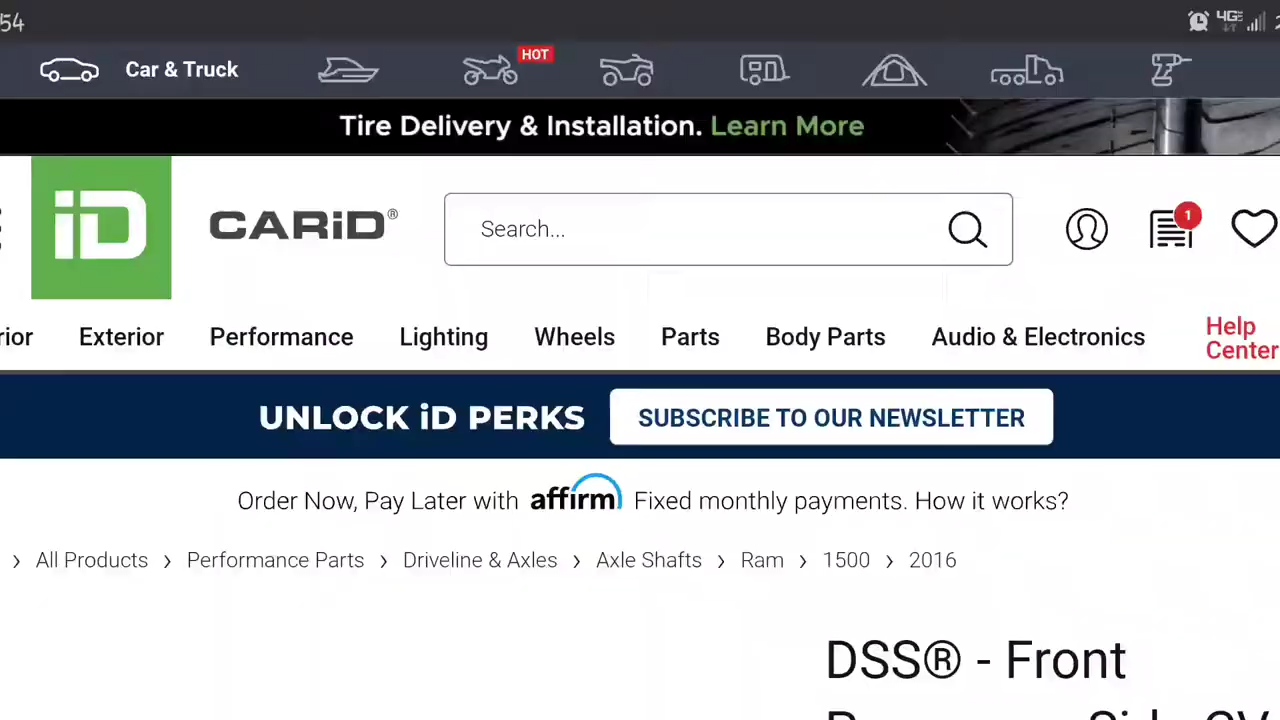 54
4GE
HOT
Car & Truck
Tire Delivery & Installation. Learn More
iD
CARiD®
Search...
1
rior Exterior Performance Lighting Wheels Parts Body Parts Audio & Electronics Help Center
UNLOCK iD PERKS SUBSCRIBE TO OUR NEWSLETTER
Order Now, Pay Later with affirm Fixed monthly payments. How it works?
› All Products › Performance Parts › Driveline & Axles › Axle Shafts › Ram › 1500 › 2016
DSS® - Front